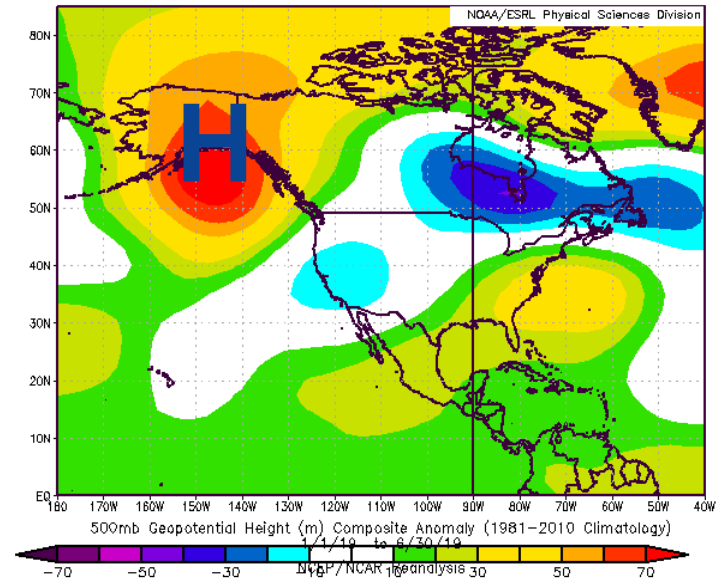 NOAA/ESRL Physical Sciences Division
80N
70N
H
60N
50N
40N
30N
20N
10N
EQ
180 170W 160W 150W 140W 130W 120W 110W 100W 90W 80W 70W 60W 50W 40W
500mb Geopotential Height (m) Composite Anomaly (1981-2010 Climatology)
1/1/19 to 6/30/19
-70 -50 -30 -10 10 30 50 70
NCEP/NCAR Reanalysis